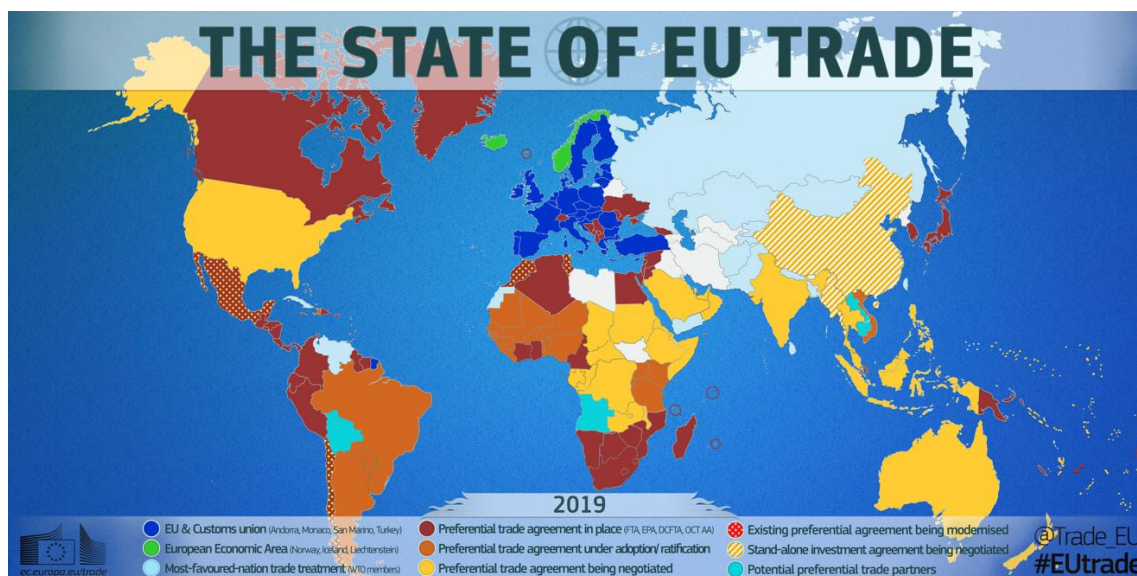 THE STATE OF EU TRADE
2019
EU & Customs union (Andorra, Monaco, San Marino, Turkey)
European Economic Area (Norway, Iceland, Liechtenstein)
Most-favoured-nation trade treatment (WTO members)
Preferential trade agreement in place (FTA, EPA, DCFTA, OCT AA)
Preferential trade agreement under adoption/ratification
Preferential trade agreement being negotiated
Existing preferential agreement being modernised
Stand-alone investment agreement being negotiated
Potential preferential trade partners
ec.europa.eu/trade
@Trade_EU
#EUtrade